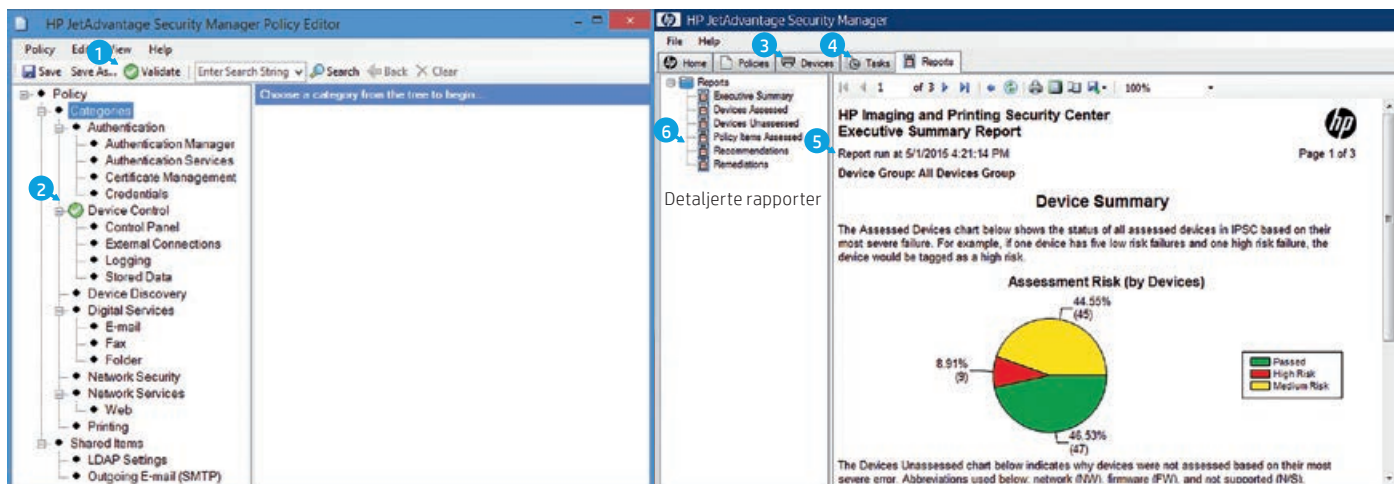 HP JetAdvantage Security Manager Policy Editor
Policy Edit View Help
1
Save Save As... Validate Enter Search String Search Back Clear
Policy
Categories
Authentication
Authentication Manager
Authentication Services
Certificate Management
Credentials
2
Device Control
Control Panel
External Connections
Logging
Stored Data
Device Discovery
Digital Services
E-mail
Fax
Folder
Network Security
Network Services
Web
Printing
Shared Items
LDAP Settings
Outgoing E-mail (SMTP)
Choose a category from the tree to begin...
HP JetAdvantage Security Manager
File Help
3
4
Home Policies Devices Tasks Reports
Reports
Executive Summary
Devices Assessed
Devices Unassessed
6
Policy Items Assessed
Recommendations
Remediations
Detaljerte rapporter
1 of 3 100%
HP Imaging and Printing Security Center
Executive Summary Report
hp
5
Report run at 5/1/2015 4:21:14 PM
Page 1 of 3
Device Group: All Devices Group
Device Summary
The Assessed Devices chart below shows the status of all assessed devices in IPSC based on their
most severe failure. For example, if one device has five low risk failures and one high risk failure, the
device would be tagged as a high risk.
Assessment Risk (by Devices)
44.55%
(45)
8.91%
(9)
46.53%
(47)
Passed
High Risk
Medium Risk
The Devices Unassessed chart below indicates why devices were not assessed based on their most
severe error. Abbreviations used below: network (NW), firmware (FW), and not supported (N/S).